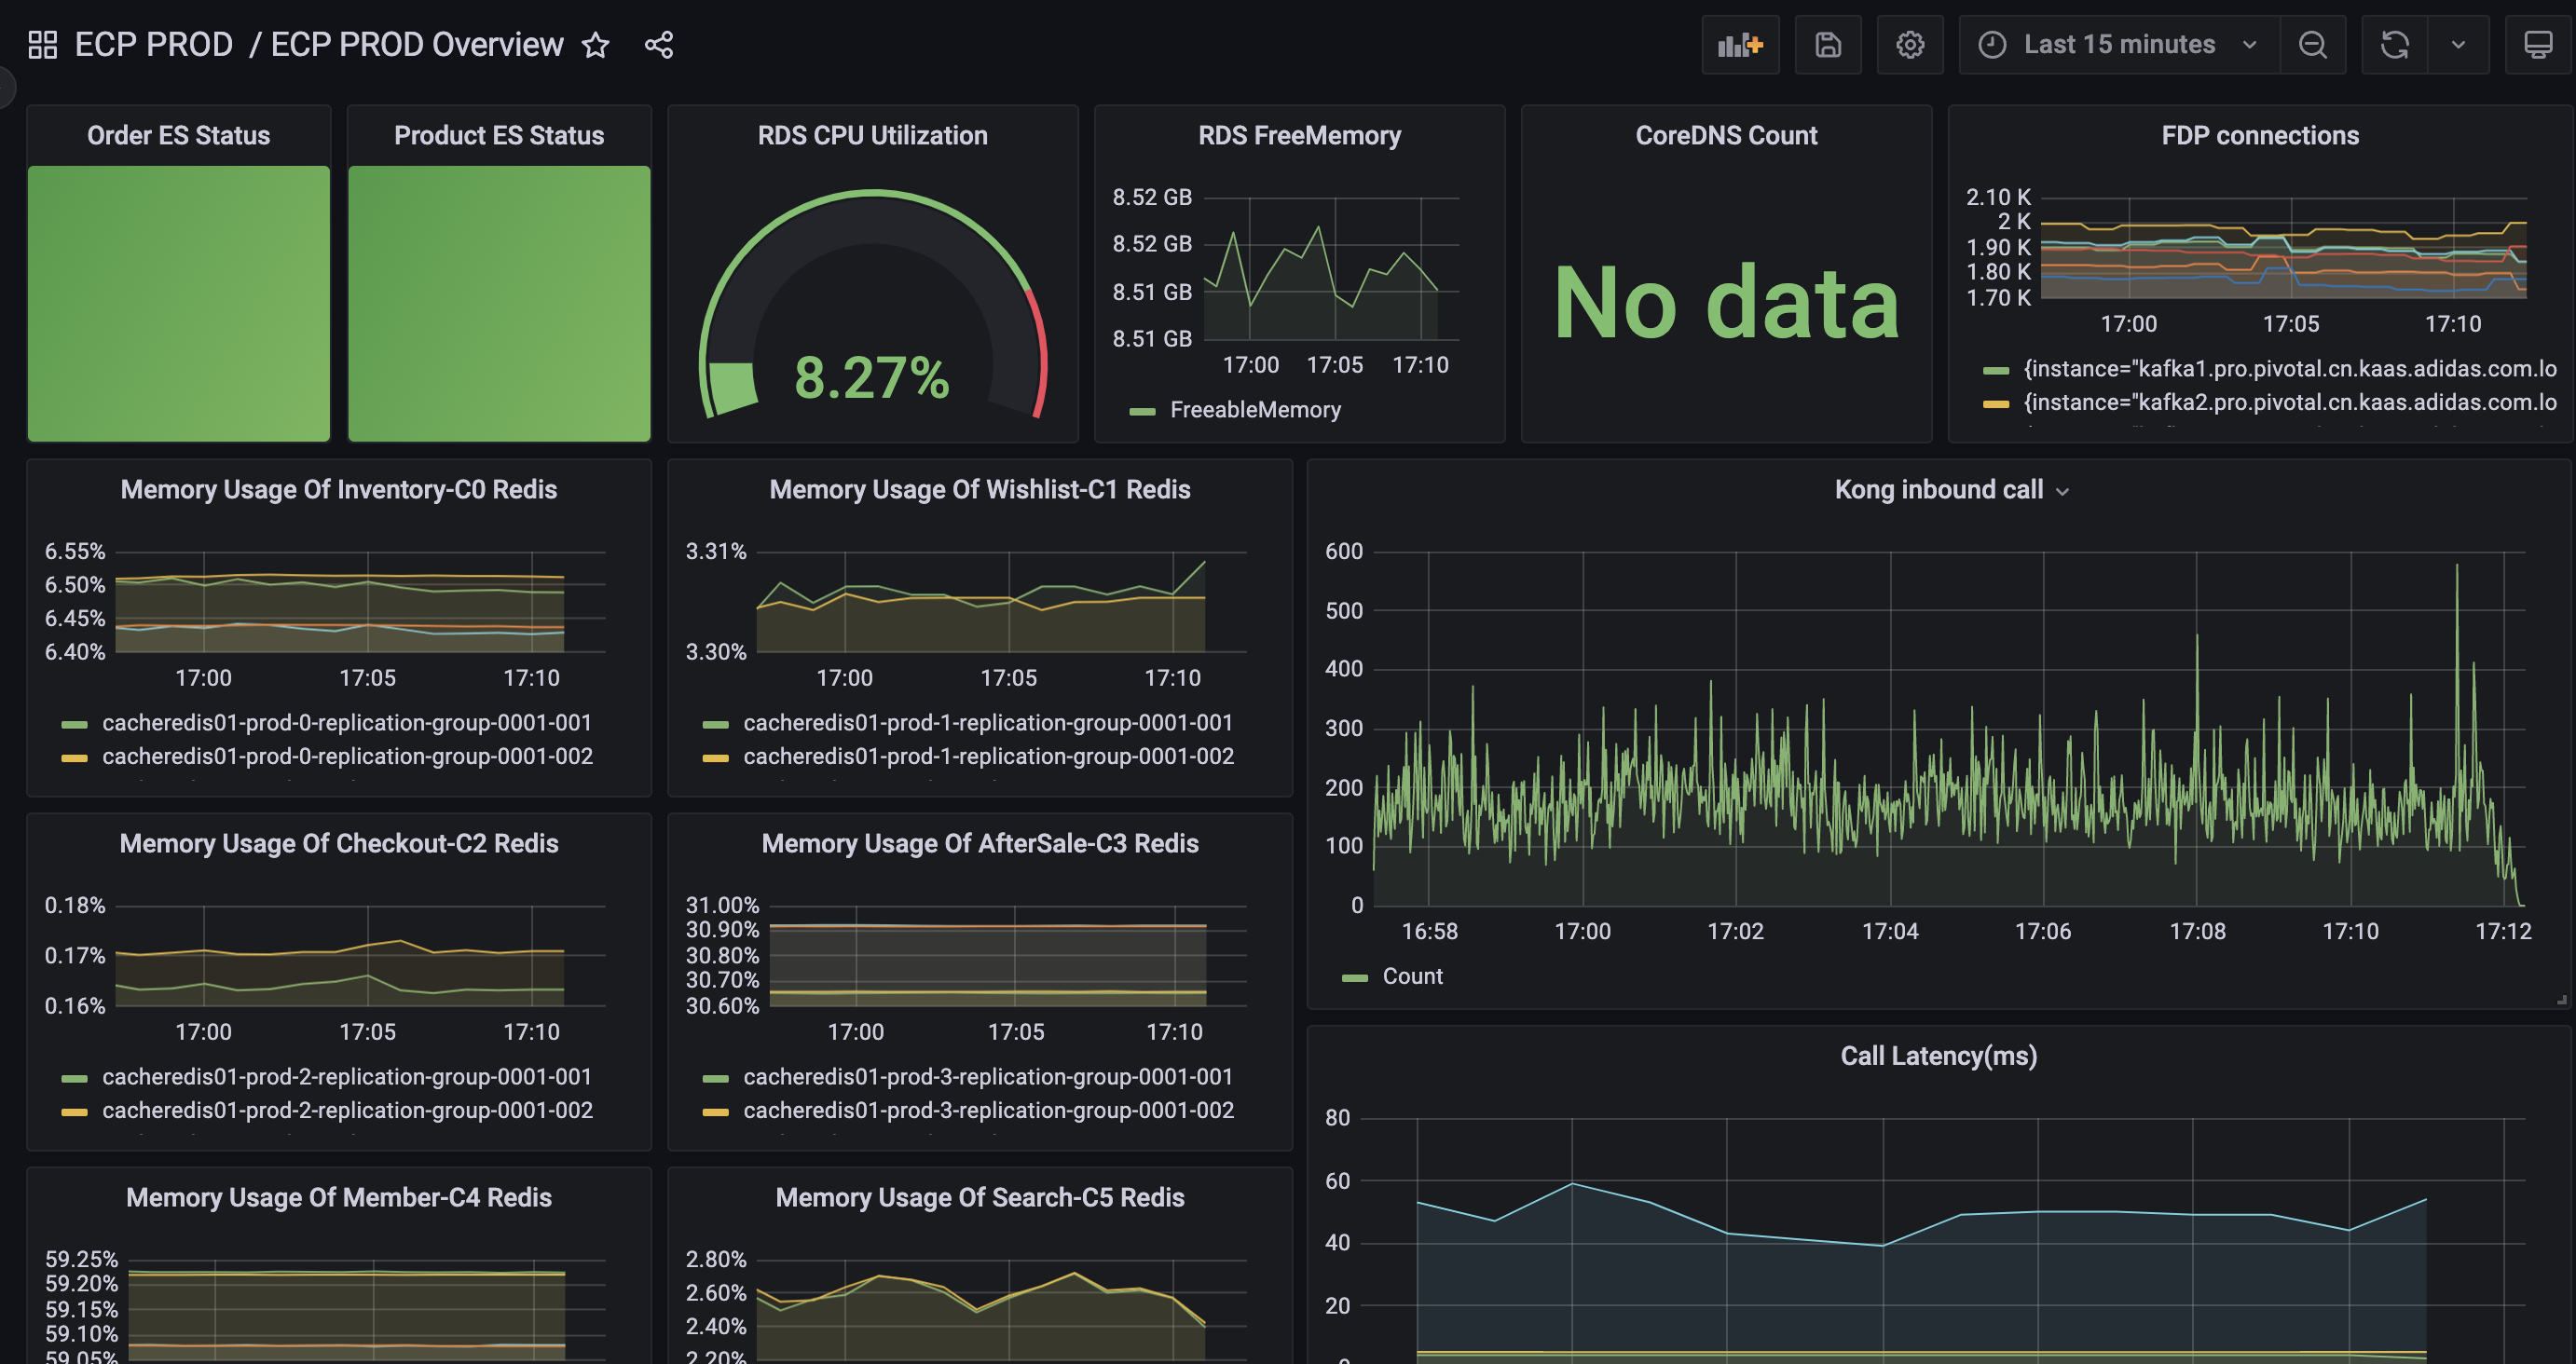 ECP PROD / ECP PROD Overview
Last 15 minutes
Order ES Status
Product ES Status
RDS CPU Utilization
8.27%
RDS FreeMemory
8.52 GB
8.52 GB
8.51 GB
8.51 GB
17:00 17:05 17:10
FreeableMemory
CoreDNS Count
No data
FDP connections
2.10 K
2 K
1.90 K
1.80 K
1.70 K
17:00 17:05 17:10
{instance="kafka1.pro.pivotal.cn.kaas.adidas.com.lo
{instance="kafka2.pro.pivotal.cn.kaas.adidas.com.lo
Memory Usage Of Inventory-C0 Redis
6.55%
6.50%
6.45%
6.40%
17:00 17:05 17:10
cacheredis01-prod-0-replication-group-0001-001
cacheredis01-prod-0-replication-group-0001-002
Memory Usage Of Wishlist-C1 Redis
3.31%
3.30%
17:00 17:05 17:10
cacheredis01-prod-1-replication-group-0001-001
cacheredis01-prod-1-replication-group-0001-002
Kong inbound call
600
500
400
300
200
100
0
16:58 17:00 17:02 17:04 17:06 17:08 17:10 17:12
Count
Memory Usage Of Checkout-C2 Redis
0.18%
0.17%
0.16%
17:00 17:05 17:10
cacheredis01-prod-2-replication-group-0001-001
cacheredis01-prod-2-replication-group-0001-002
Memory Usage Of AfterSale-C3 Redis
31.00%
30.90%
30.80%
30.70%
30.60%
17:00 17:05 17:10
cacheredis01-prod-3-replication-group-0001-001
cacheredis01-prod-3-replication-group-0001-002
Call Latency(ms)
80
60
40
20
0
Memory Usage Of Member-C4 Redis
59.25%
59.20%
59.15%
59.10%
59.05%
Memory Usage Of Search-C5 Redis
2.80%
2.60%
2.40%
2.20%